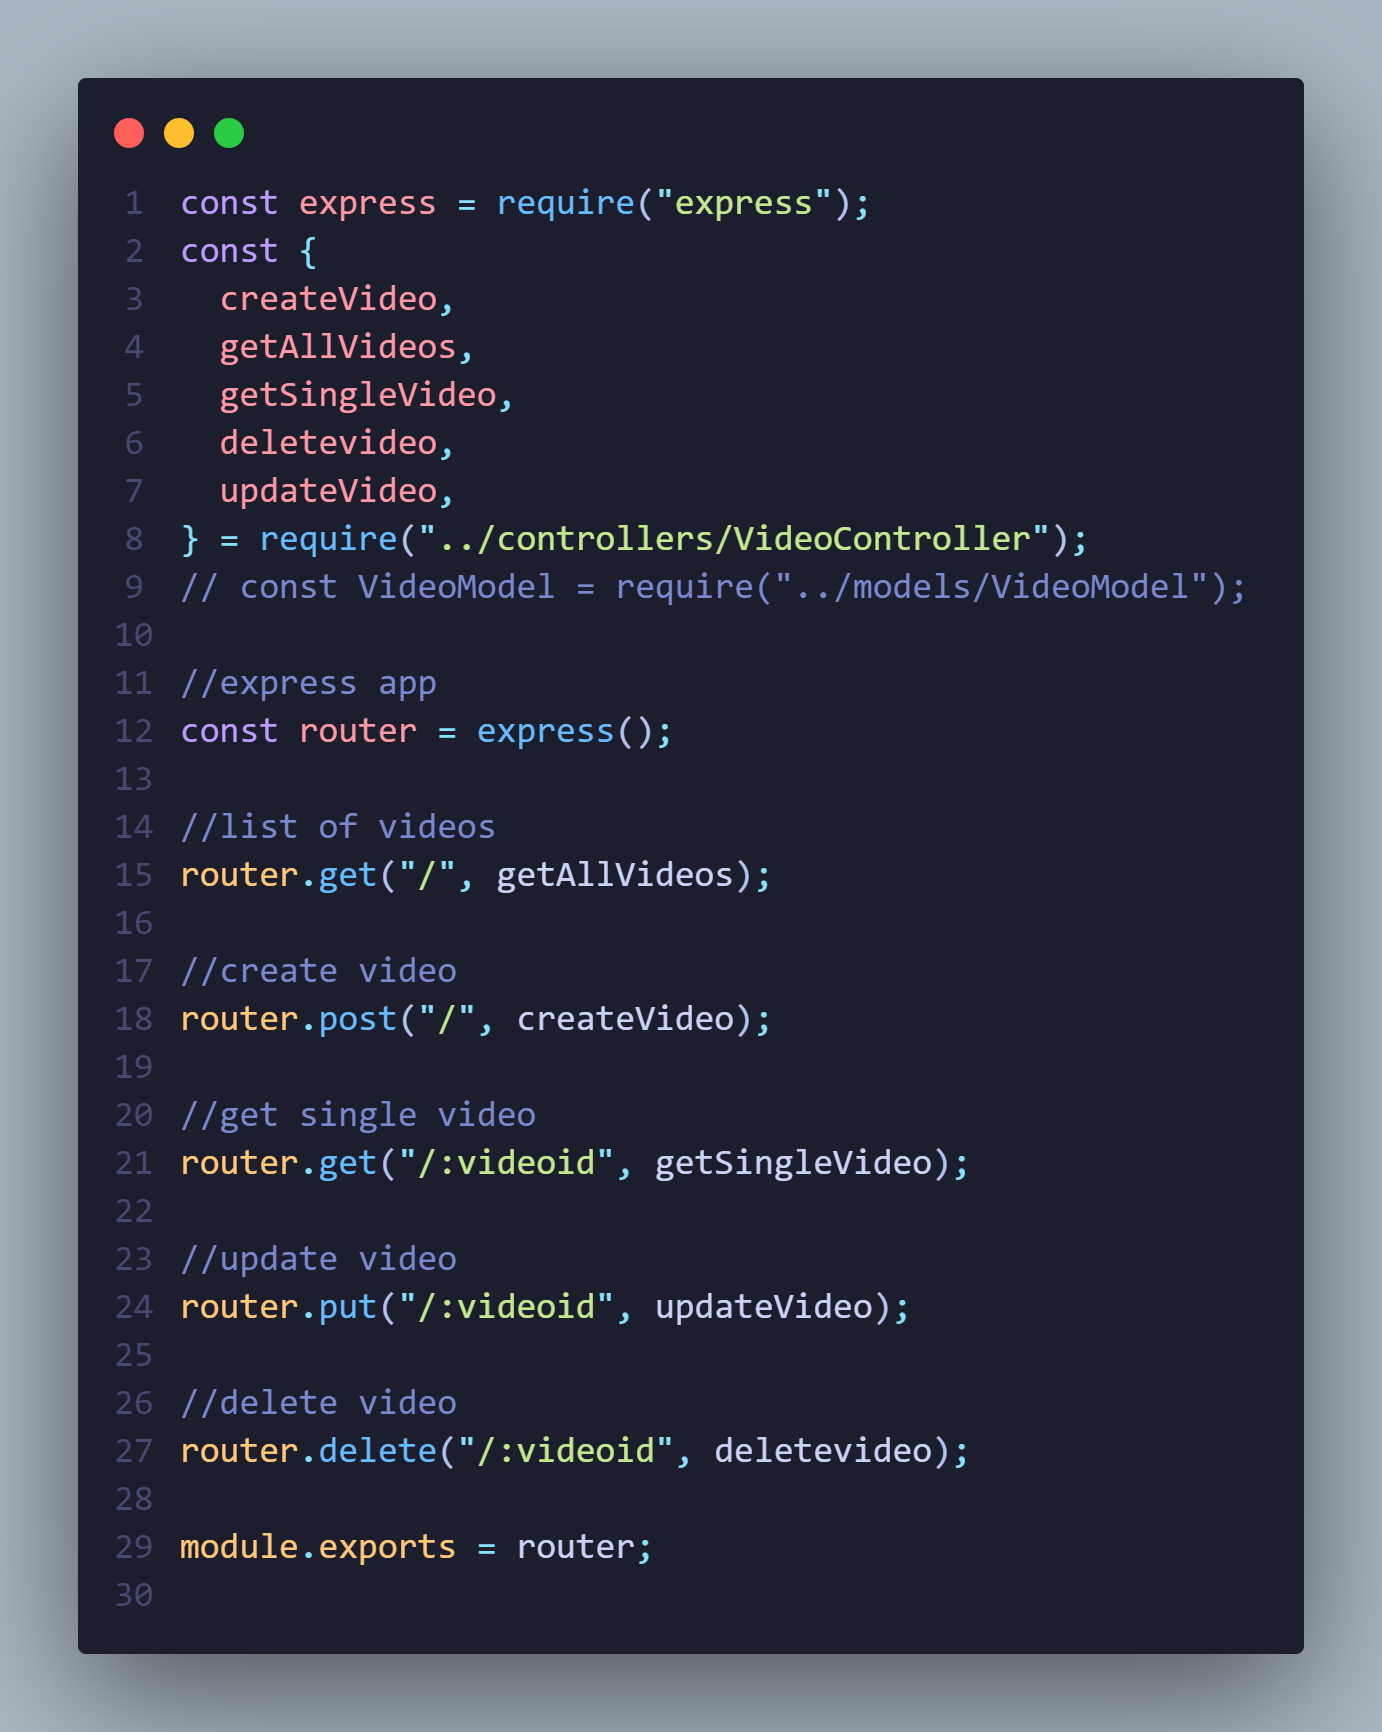 1 const express = require("express");
2 const {
3   createVideo,
4   getAllVideos,
5   getSingleVideo,
6   deletevideo,
7   updateVideo,
8 } = require("../controllers/VideoController");
9 // const VideoModel = require("../models/VideoModel");
10
11 //express app
12 const router = express();
13
14 //list of videos
15 router.get("/", getAllVideos);
16
17 //create video
18 router.post("/", createVideo);
19
20 //get single video
21 router.get("/:videoid", getSingleVideo);
22
23 //update video
24 router.put("/:videoid", updateVideo);
25
26 //delete video
27 router.delete("/:videoid", deletevideo);
28
29 module.exports = router;
30